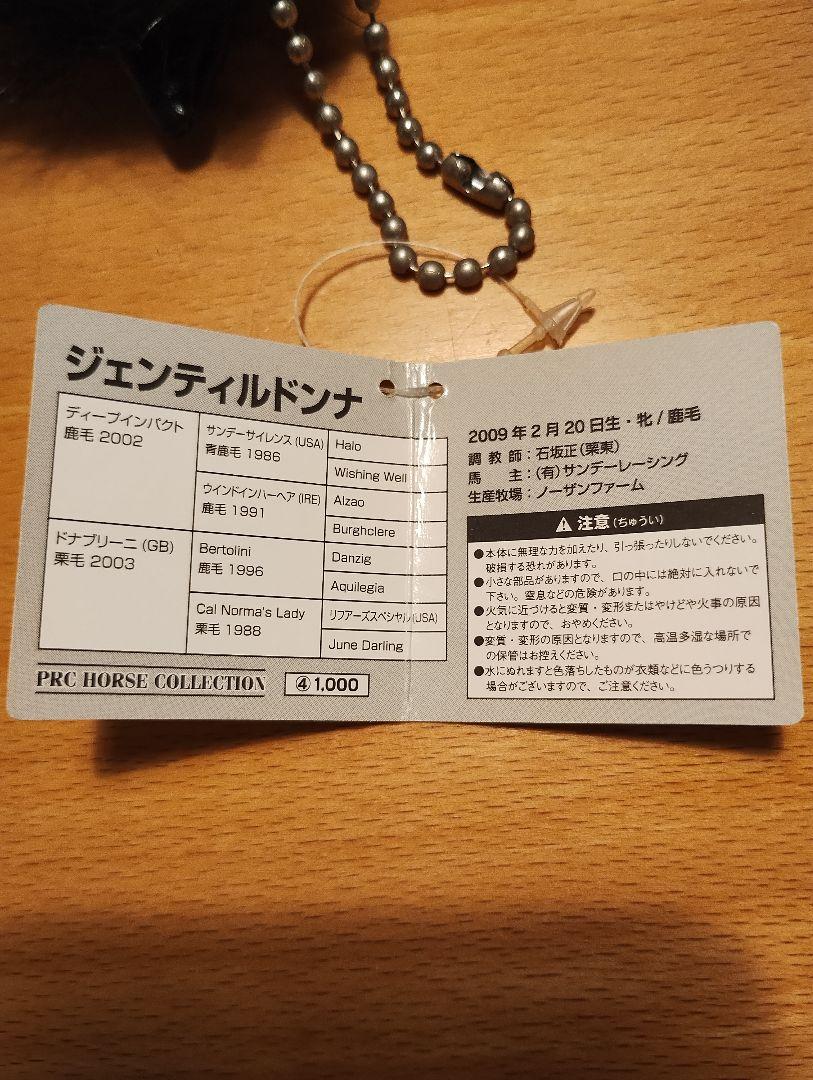 ジェンティルドンナ
ディープインパクト
鹿毛 2002
サンデーサイレンス(USA)
青鹿毛 1986
Halo
Wishing Well
ウインドインハーヘア(IRE)
鹿毛 1991
Alzao
Burghclere
ドナブリーニ(GB)
栗毛 2003
Bertolini
鹿毛 1996
Danzig
Aquilegia
Cal Norma's Lady
栗毛 1988
リファーズスペシャル(USA)
June Darling
PRC HORSE COLLECTION
④1,000
2009年2月20日生・牝/鹿毛
調教師:石坂正(栗東)
馬主:(有)サンデーレーシング
生産牧場:ノーザンファーム
注意(ちゅうい)
●本体に無理な力を加えたり、引っ張ったりしないでください。
破損する恐れがあります。
●小さな部品がありますので、口の中には絶対に入れないで
下さい。窒息などの危険があります。
●火気に近づけると変質・変形またはやけどや火事の原因
となりますので、おやめください。
●変質・変形の原因となりますので、高温多湿な場所で
の保管はお控えください。
●水にぬれますと色落ちしたものが衣類などに色うつりする
場合がございますので、ご注意ください。